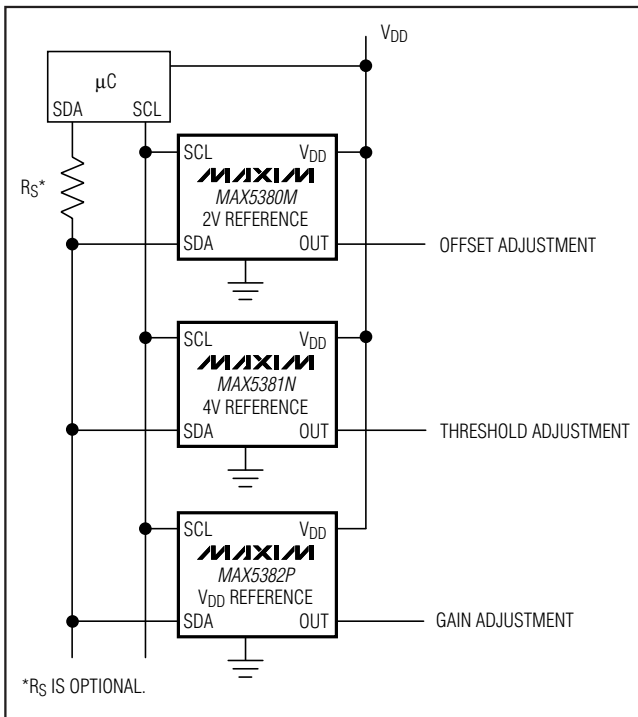 V_DD
μC
SDA SCL
R_S*
SCL V_DD
MAXIM
MAX5380M
2V REFERENCE
SDA OUT
OFFSET ADJUSTMENT
SCL V_DD
MAXIM
MAX5381N
4V REFERENCE
SDA OUT
THRESHOLD ADJUSTMENT
SCL V_DD
MAXIM
MAX5382P
V_DD REFERENCE
SDA OUT
GAIN ADJUSTMENT
*R_S IS OPTIONAL.